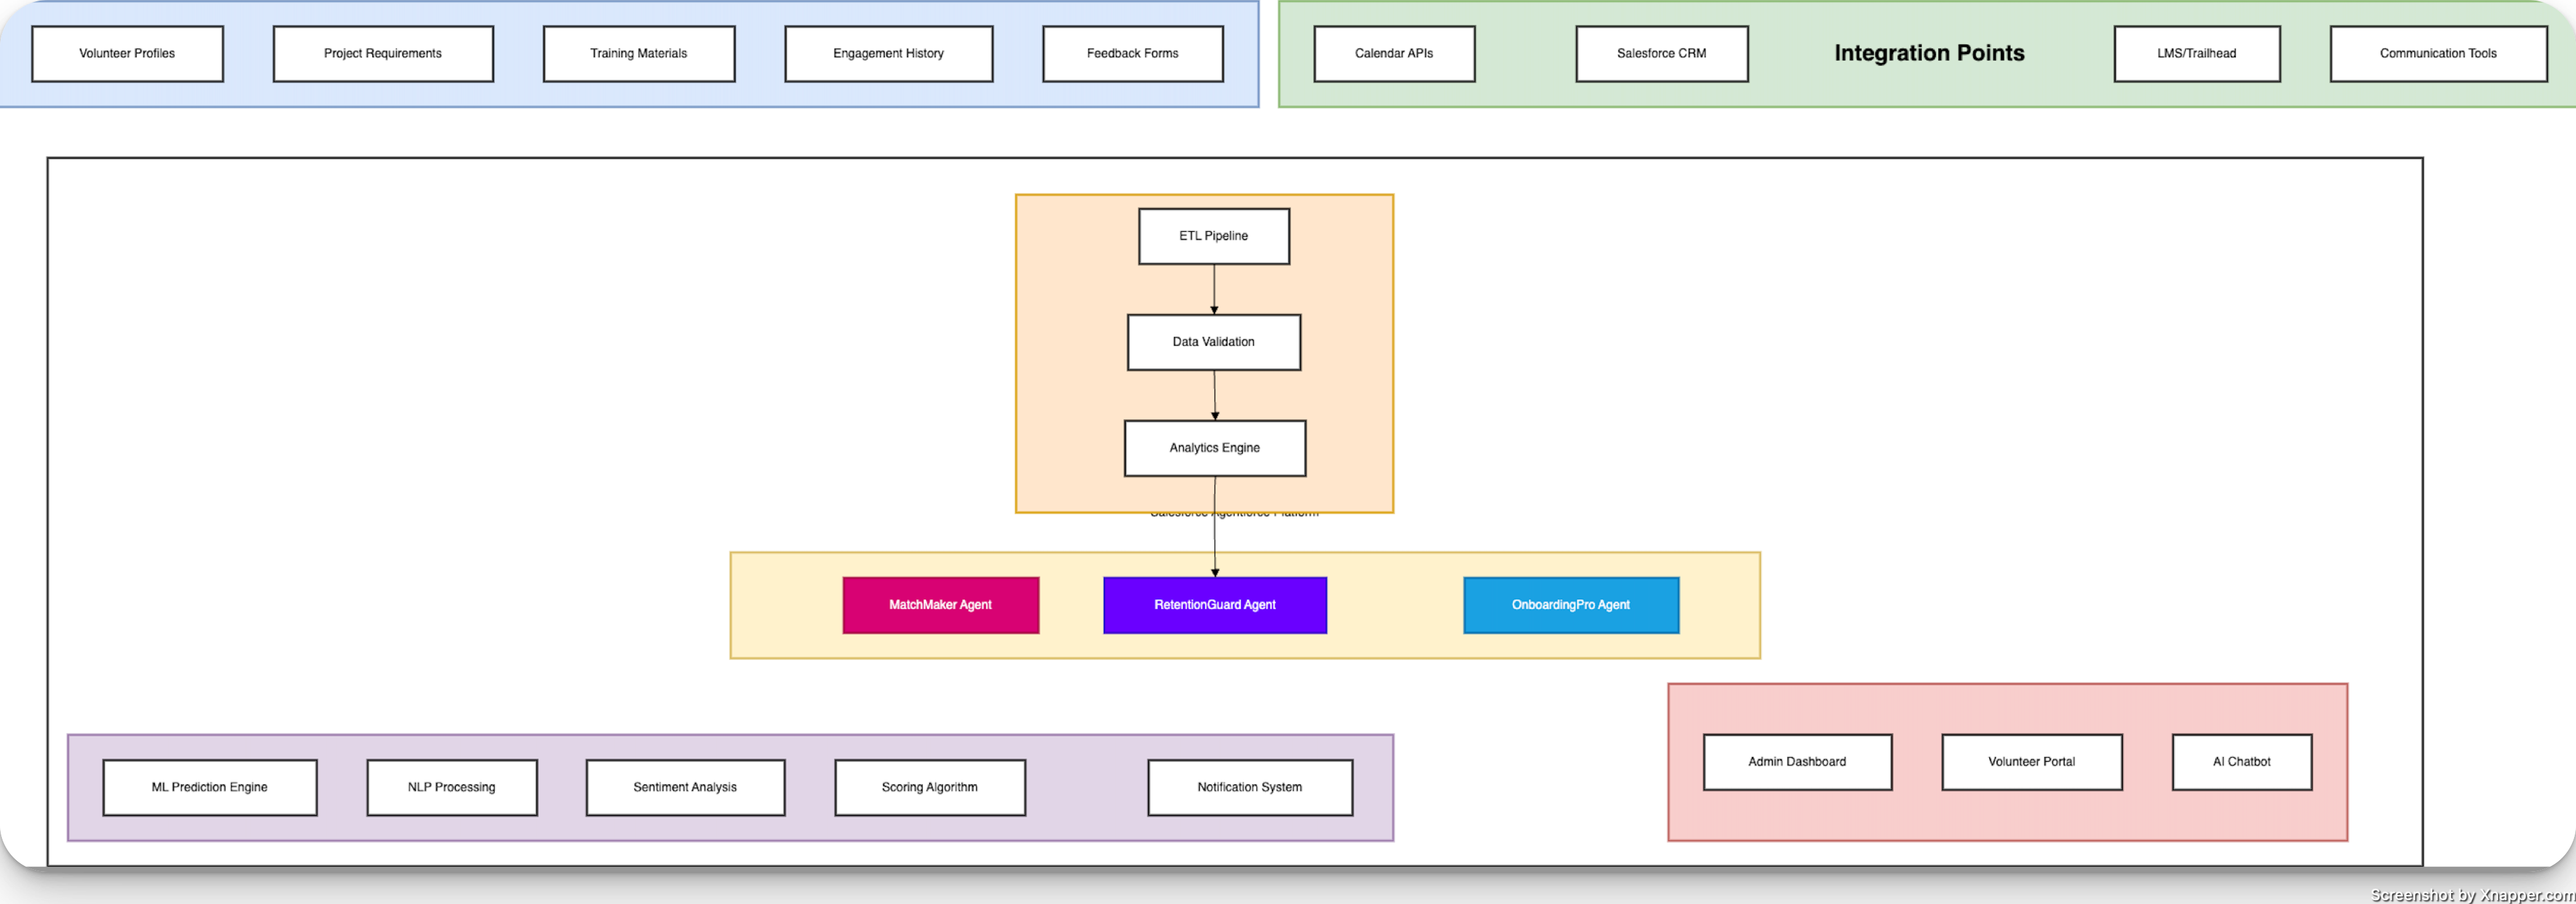 Volunteer Profiles
Project Requirements
Training Materials
Engagement History
Feedback Forms
Calendar APIs
Salesforce CRM
Integration Points
LMS/Trailhead
Communication Tools
ETL Pipeline
Data Validation
Analytics Engine
Salesforce Agentforce Platform
MatchMaker Agent
RetentionGuard Agent
OnboardingPro Agent
ML Prediction Engine
NLP Processing
Sentiment Analysis
Scoring Algorithm
Notification System
Admin Dashboard
Volunteer Portal
AI Chatbot
Screenshot by Xnapper.com